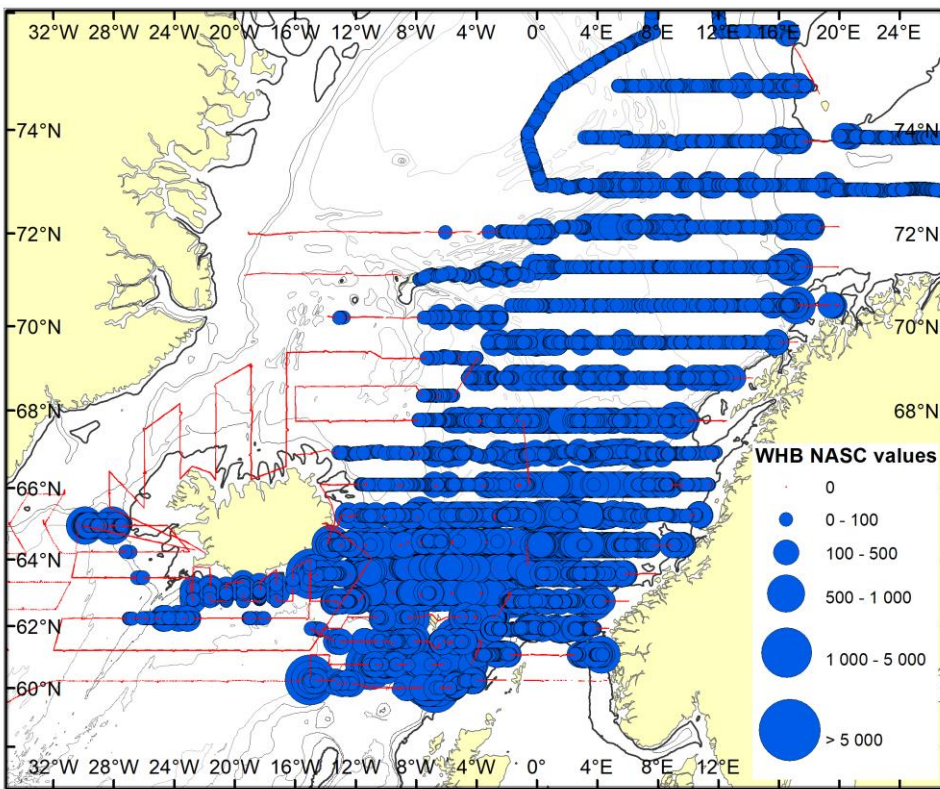 32°W 28°W 24°W 20°W 16°W 12°W 8°W 4°W 0° 4°E 8°E 12°E 16°E 20°E 24°E
74°N 74°N
72°N 72°N
70°N 70°N
68°N 68°N
WHB NASC values
66°N
0
0 - 100
64°N
100 - 500
500 - 1 000
62°N
1 000 - 5 000
60°N
> 5 000
32°W 28°W 24°W 20°W 16°W 12°W 8°W 4°W 0° 4°E 8°E 12°E